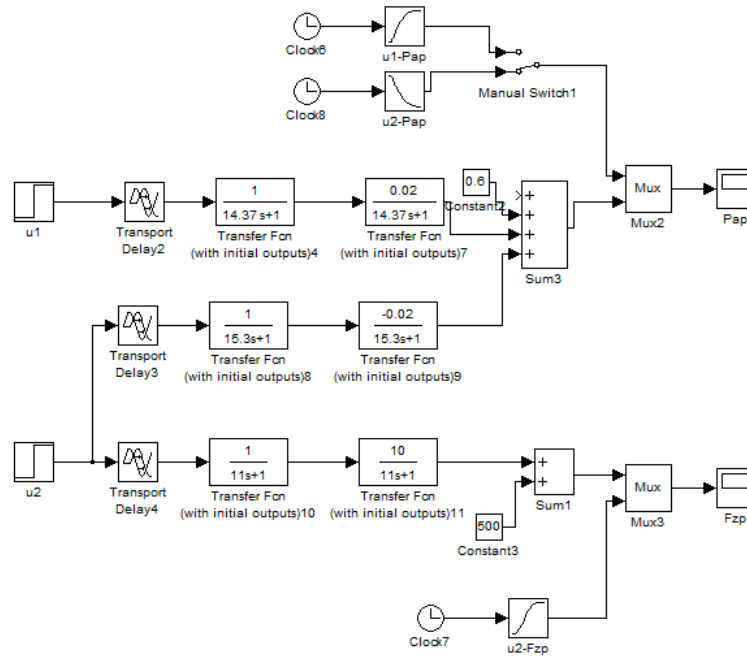 Clock6
u1-Pap
Clock8
u2-Pap
Manual Switch1
u1
Transport
Delay2
1
14.37s+1
Transfer Fcn
(with initial outputs)4
0.02
14.37s+1
Transfer Fcn
(with initial outputs)7
0.6
Constant2
+
+
+
+
Sum3
Mux
Mux2
Pap
Transport
Delay3
1
15.3s+1
Transfer Fcn
(with initial outputs)8
-0.02
15.3s+1
Transfer Fcn
(with initial outputs)9
u2
Transport
Delay4
1
11s+1
Transfer Fcn
(with initial outputs)10
10
11s+1
Transfer Fcn
(with initial outputs)11
500
Constant3
+
+
Sum1
Mux
Mux3
Fzp
Clock7
u2-Fzp